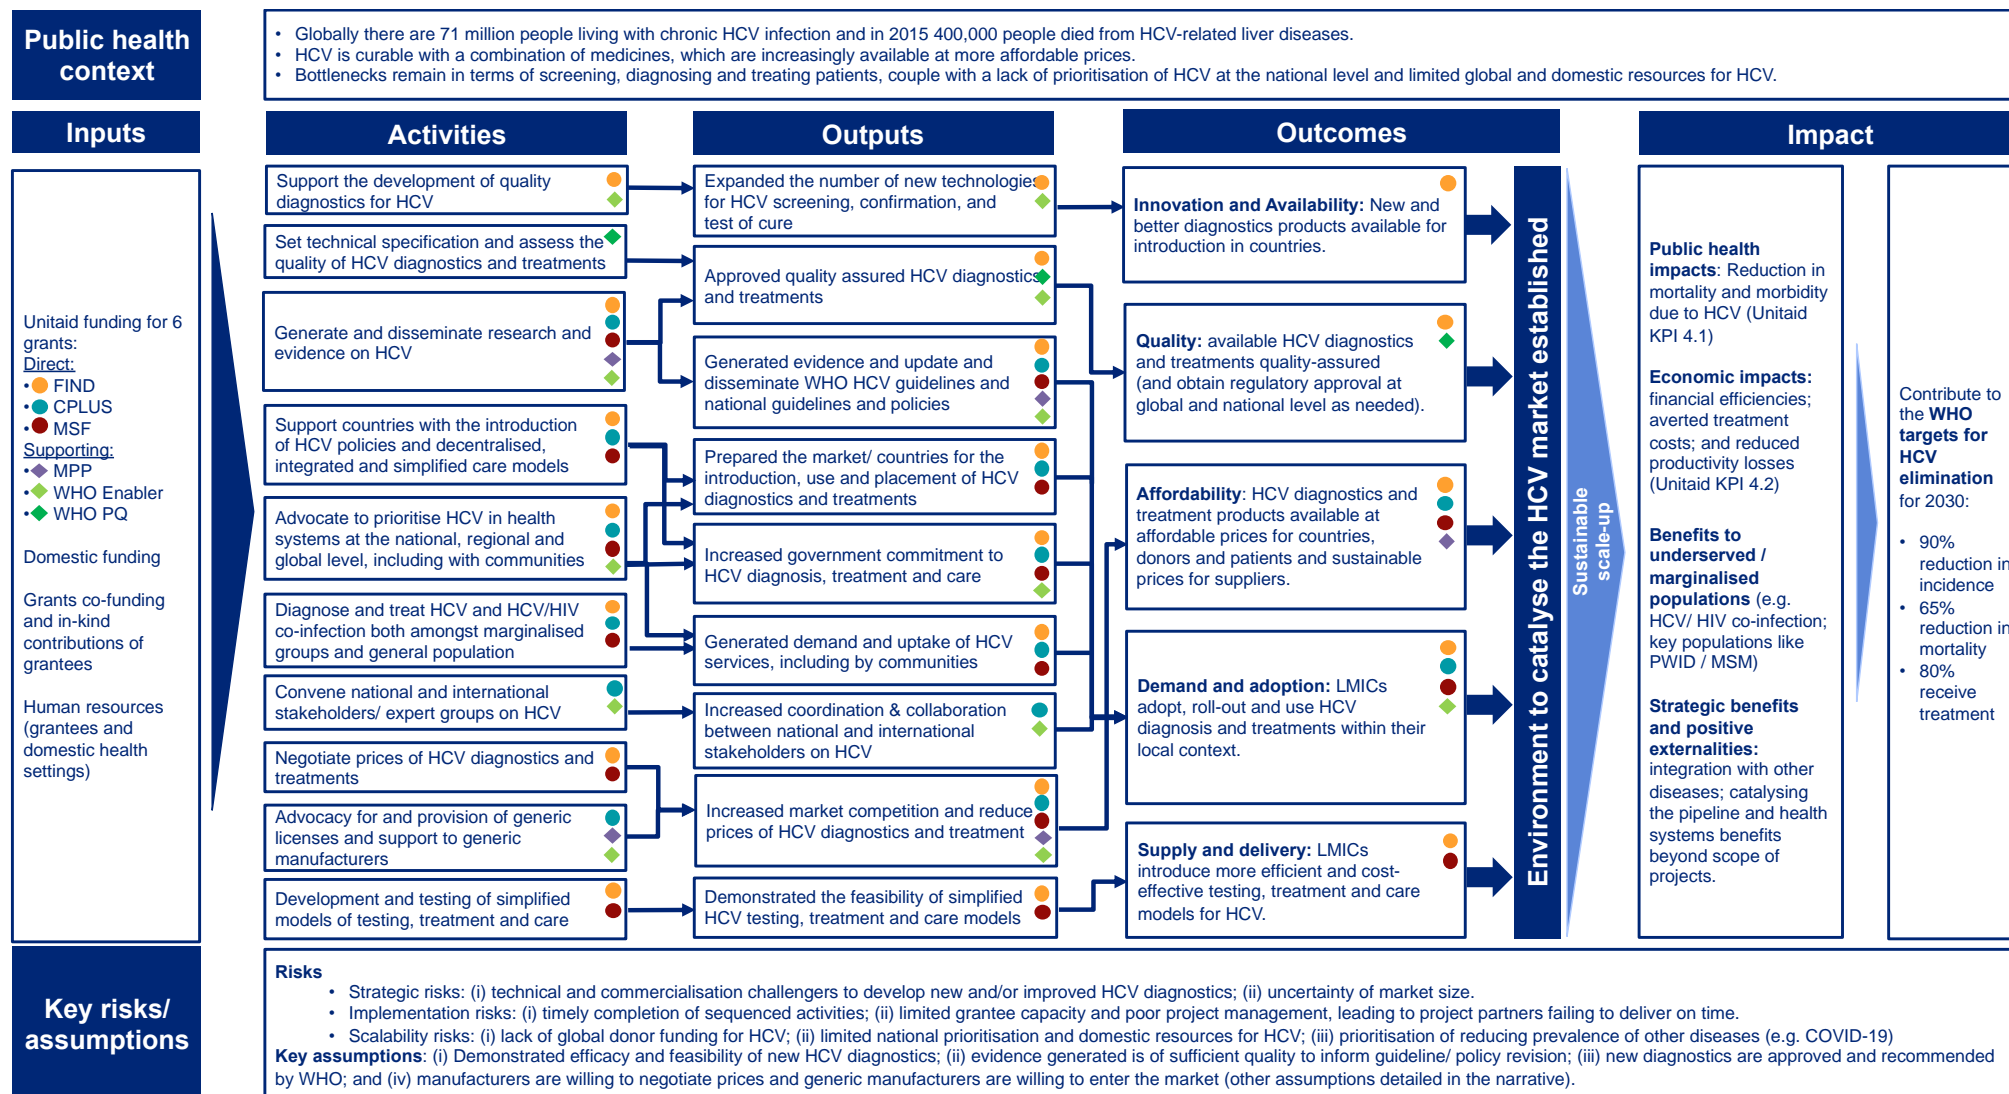 Public health
context
• Globally there are 71 million people living with chronic HCV infection and in 2015 400,000 people died from HCV-related liver diseases.
• HCV is curable with a combination of medicines, which are increasingly available at more affordable prices.
• Bottlenecks remain in terms of screening, diagnosing and treating patients, couple with a lack of prioritisation of HCV at the national level and limited global and domestic resources for HCV.
Inputs
Activities
Outputs
Outcomes
Impact
Unitaid funding for 6
grants:
Direct:
• FIND
• CPLUS
• MSF
Supporting:
• MPP
• WHO Enabler
• WHO PQ
Domestic funding
Grants co-funding
and in-kind
contributions of
grantees
Human resources
(grantees and
domestic health
settings)
Support the development of quality
diagnostics for HCV
Set technical specification and assess the
quality of HCV diagnostics and treatments
Generate and disseminate research and
evidence on HCV
Support countries with the introduction
of HCV policies and decentralised,
integrated and simplified care models
Advocate to prioritise HCV in health
systems at the national, regional and
global level, including with communities
Diagnose and treat HCV and HCV/HIV
co-infection both amongst marginalised
groups and general population
Convene national and international
stakeholders/ expert groups on HCV
Negotiate prices of HCV diagnostics and
treatments
Advocacy for and provision of generic
licenses and support to generic
manufacturers
Development and testing of simplified
models of testing, treatment and care
Expanded the number of new technologies
for HCV screening, confirmation, and
test of cure
Approved quality assured HCV diagnostics
and treatments
Generated evidence and update and
disseminate WHO HCV guidelines and
national guidelines and policies
Prepared the market/ countries for the
introduction, use and placement of HCV
diagnostics and treatments
Increased government commitment to
HCV diagnosis, treatment and care
Generated demand and uptake of HCV
services, including by communities
Increased coordination & collaboration
between national and international
stakeholders on HCV
Increased market competition and reduce
prices of HCV diagnostics and treatment
Demonstrated the feasibility of simplified
HCV testing, treatment and care models
Innovation and Availability: New and
better diagnostics products available for
introduction in countries.
Quality: available HCV diagnostics
and treatments quality-assured
(and obtain regulatory approval at
global and national level as needed).
Affordability: HCV diagnostics and
treatment products available at
affordable prices for countries,
donors and patients and sustainable
prices for suppliers.
Demand and adoption: LMICs
adopt, roll-out and use HCV
diagnosis and treatments within their
local context.
Supply and delivery: LMICs
introduce more efficient and cost-
effective testing, treatment and care
models for HCV.
Environment to catalyse the HCV market established
Sustainable
scale-up
Public health
impacts: Reduction in
mortality and morbidity
due to HCV (Unitaid
KPI 4.1)
Economic impacts:
financial efficiencies;
averted treatment
costs; and reduced
productivity losses
(Unitaid KPI 4.2)
Benefits to
underserved /
marginalised
populations (e.g.
HCV/ HIV co-infection;
key populations like
PWID / MSM)
Strategic benefits
and positive
externalities:
integration with other
diseases; catalysing
the pipeline and health
systems benefits
beyond scope of
projects.
Contribute to
the WHO
targets for
HCV
elimination
for 2030:
• 90%
reduction in
incidence
• 65%
reduction in
mortality
• 80%
receive
treatment
Key risks/
assumptions
Risks
• Strategic risks: (i) technical and commercialisation challengers to develop new and/or improved HCV diagnostics; (ii) uncertainty of market size.
• Implementation risks: (i) timely completion of sequenced activities; (ii) limited grantee capacity and poor project management, leading to project partners failing to deliver on time.
• Scalability risks: (i) lack of global donor funding for HCV; (ii) limited national prioritisation and domestic resources for HCV; (iii) prioritisation of reducing prevalence of other diseases (e.g. COVID-19)
Key assumptions: (i) Demonstrated efficacy and feasibility of new HCV diagnostics; (ii) evidence generated is of sufficient quality to inform guideline/ policy revision; (iii) new diagnostics are approved and recommended
by WHO; and (iv) manufacturers are willing to negotiate prices and generic manufacturers are willing to enter the market (other assumptions detailed in the narrative).